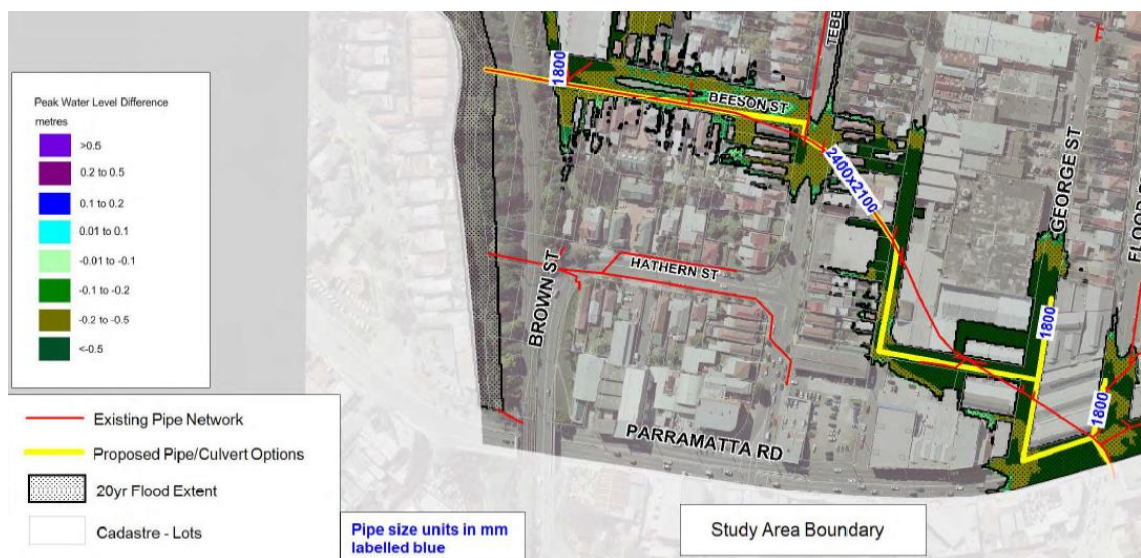 Peak Water Level Difference
metres
>0.5
0.2 to 0.5
0.1 to 0.2
0.01 to 0.1
-0.01 to -0.1
-0.1 to -0.2
-0.2 to -0.5
<-0.5
Existing Pipe Network
Proposed Pipe/Culvert Options
20yr Flood Extent
Cadastre - Lots
Pipe size units in mm
labelled blue
Study Area Boundary
1800
BEESON ST
TEBB
2400x2100
GEORGE ST
FLOOD
HATHERN ST
BROWN ST
1800
1800
PARRAMATTA RD